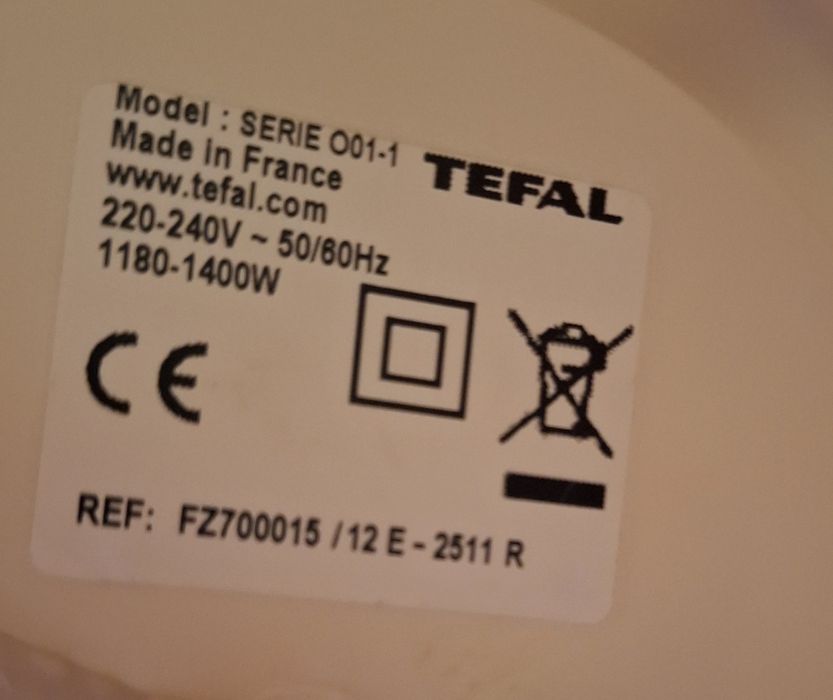 Model : SERIE O01-1
Made in France
www.tefal.com
220-240V ~ 50/60Hz
1180-1400W
TEFAL
CE
REF: FZ700015 / 12 E - 2511 R